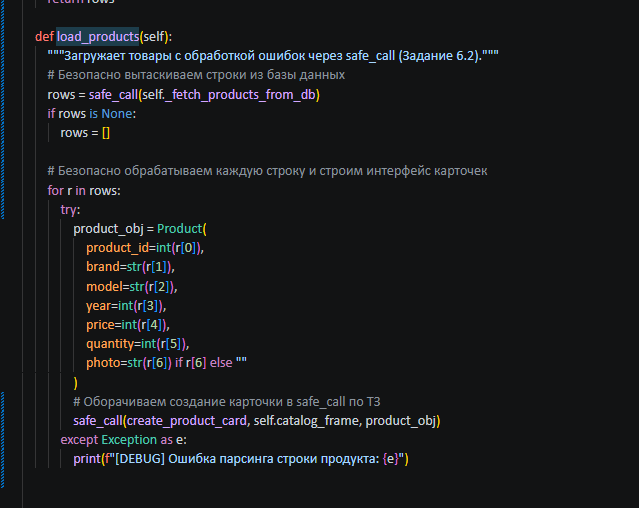 return rows
def load_products(self):
"""Загружает товары с обработкой ошибок через safe_call (Задание 6.2)."""
# Безопасно вытаскиваем строки из базы данных
rows = safe_call(self._fetch_products_from_db)
if rows is None:
rows = []
# Безопасно обрабатываем каждую строку и строим интерфейс карточек
for r in rows:
try:
product_obj = Product(
product_id=int(r[0]),
brand=str(r[1]),
model=str(r[2]),
year=int(r[3]),
price=int(r[4]),
quantity=int(r[5]),
photo=str(r[6]) if r[6] else ""
)
# Оборачиваем создание карточки в safe_call по ТЗ
safe_call(create_product_card, self.catalog_frame, product_obj)
except Exception as e:
print(f"[DEBUG] Ошибка парсинга строки продукта: {e}")